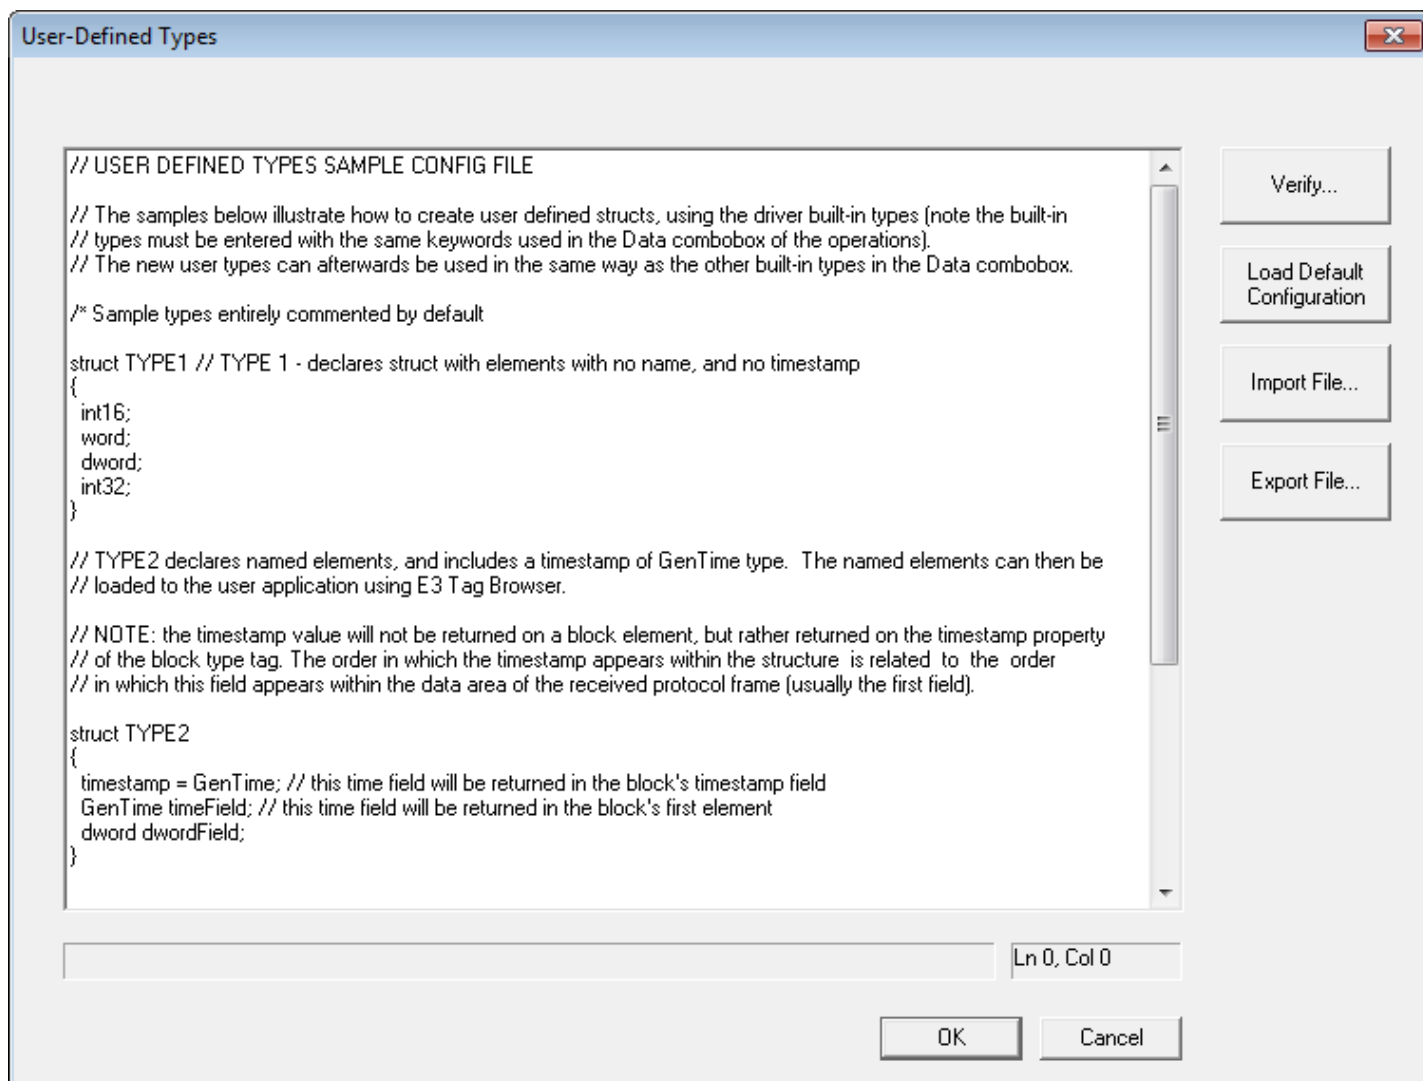 User-Defined Types
// USER DEFINED TYPES SAMPLE CONFIG FILE
// The samples below illustrate how to create user defined structs, using the driver built-in types (note the built-in
// types must be entered with the same keywords used in the Data combobox of the operations).
// The new user types can afterwards be used in the same way as the other built-in types in the Data combobox.
/* Sample types entirely commented by default
struct TYPE1 // TYPE 1 - declares struct with elements with no name, and no timestamp
{
int16;
word;
dword;
int32;
}
// TYPE2 declares named elements, and includes a timestamp of GenTime type.  The named elements can then be
// loaded to the user application using E3 Tag Browser.
// NOTE: the timestamp value will not be returned on a block element, but rather returned on the timestamp property
// of the block type tag. The order in which the timestamp appears within the structure  is related  to  the  order
// in which this field appears within the data area of the received protocol frame (usually the first field).
struct TYPE2
{
timestamp = GenTime; // this time field will be returned in the block's timestamp field
GenTime timeField; // this time field will be returned in the block's first element
dword dwordField;
}
Verify...
Load Default
Configuration
Import File...
Export File...
Ln 0, Col 0
OK
Cancel